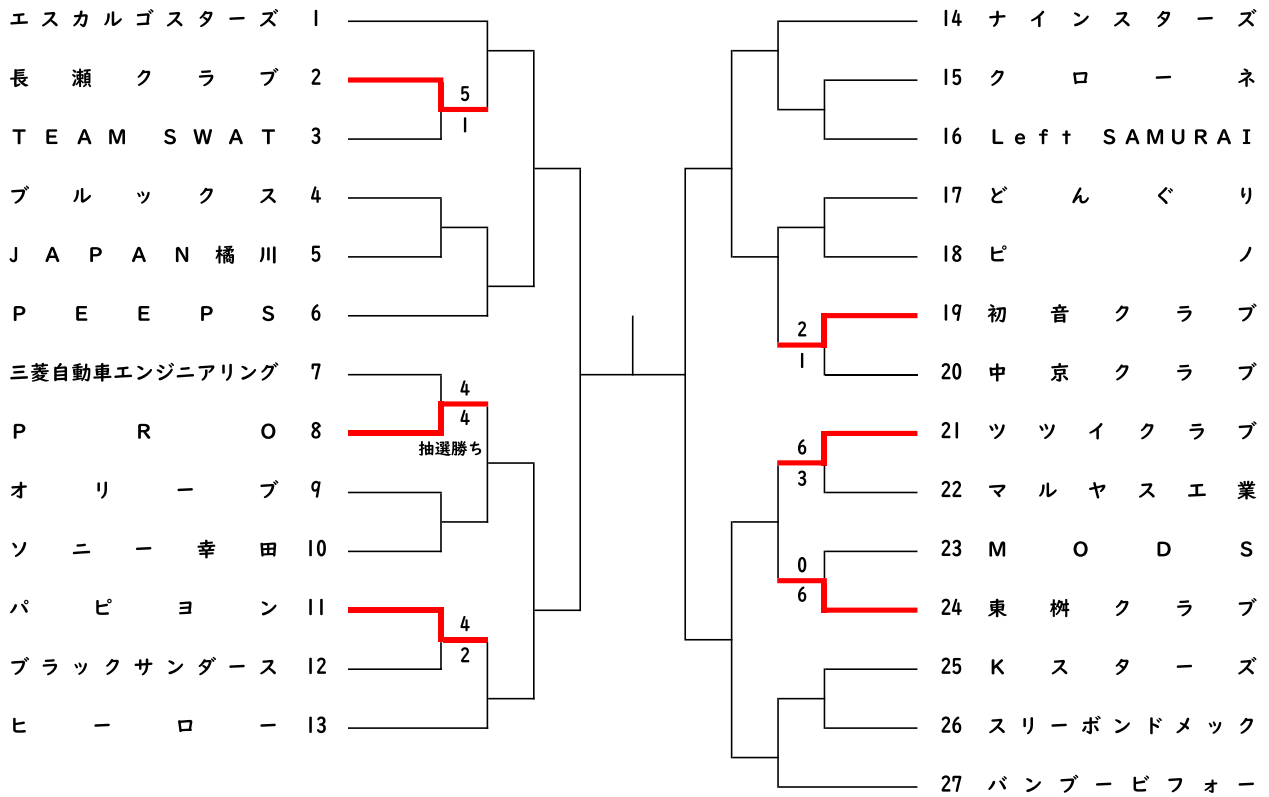 エスカルゴスターズ 1
長瀬クラブ 2
5
1
TEAM SWAT 3
ブルックス 4
JAPAN橘川 5
PEEPS 6
三菱自動車エンジニアリング 7
4
4
抽選勝ち
PRO 8
オリーブ 9
ソニー幸田 10
パピヨン 11
4
2
ブラックサンダース 12
ヒーロー 13
14 ナインスターズ
15 クローネ
16 Left SAMURAI
17 どんぐり
18 ピノ
19 初音クラブ
2
1
20 中京クラブ
21 ツツイクラブ
6
3
22 マルヤス工業
23 MODS
0
6
24 東桝クラブ
25 Kスターズ
26 スリーボンドメック
27 バンブービフォー